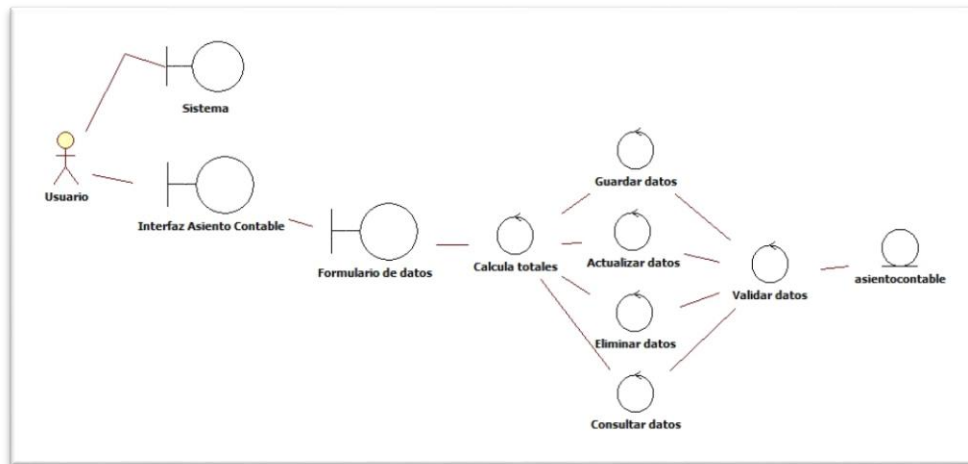 Sistema
Usuario
Interfaz Asiento Contable
Formulario de datos
Calcula totales
Guardar datos
Actualizar datos
Eliminar datos
Consultar datos
Validar datos
asientocontable